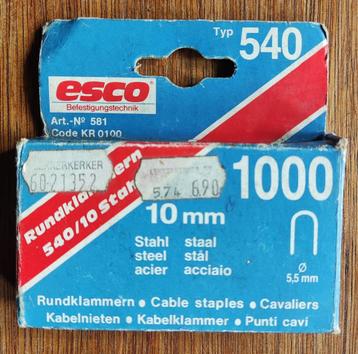 Typ 540
esco
Befestigungstechnik
Art.-Nº 581
Code KR 0100
6021352
574 690
Rundklammern
540/10 Stahl
1000
10 mm
Stahl staal
steel stål
acier acciaio
Ø
5,5 mm
Rundklammern • Cable staples • Cavaliers
Kabelnieten • Kabelklammer • Punti cavi